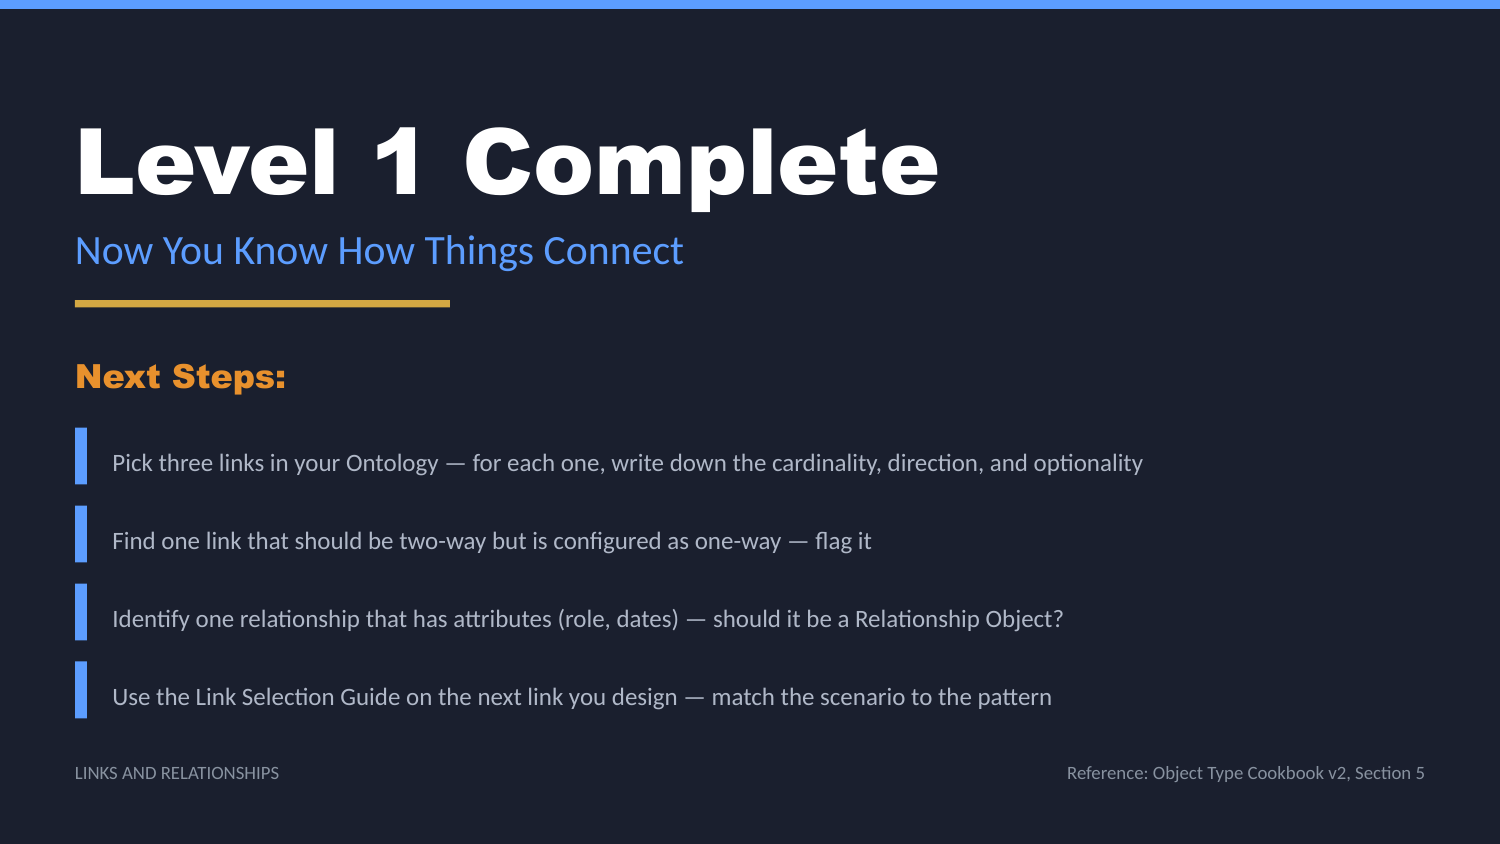 Level 1 Complete
Now You Know How Things Connect
Next Steps:
Pick three links in your Ontology — for each one, write down the cardinality, direction, and optionality
Find one link that should be two-way but is configured as one-way — flag it
Identify one relationship that has attributes (role, dates) — should it be a Relationship Object?
Use the Link Selection Guide on the next link you design — match the scenario to the pattern
LINKS AND RELATIONSHIPS
Reference: Object Type Cookbook v2, Section 5